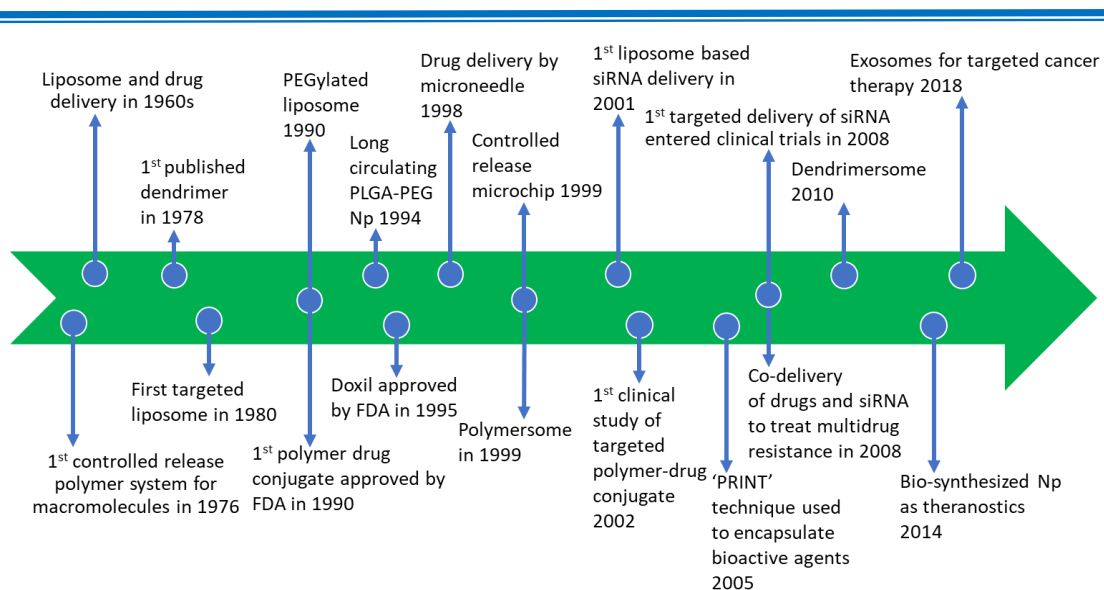 Liposome and drug
delivery in 1960s
1st published
dendrimer
in 1978
PEGylated
liposome
1990
Long
circulating
PLGA-PEG
Np 1994
Drug delivery by
microneedle
1998
Controlled
release
microchip 1999
1st liposome based
siRNA delivery in
2001
1st targeted delivery of siRNA
entered clinical trials in 2008
Dendrimersome
2010
Exosomes for targeted cancer
therapy 2018
1st controlled release
polymer system for
macromolecules in 1976
First targeted
liposome in 1980
1st polymer drug
conjugate approved by
FDA in 1990
Doxil approved
by FDA in 1995
Polymersome
in 1999
1st clinical
study of
targeted
polymer-drug
conjugate
2002
‘PRINT’
technique used
to encapsulate
bioactive agents
2005
Co-delivery
of drugs and siRNA
to treat multidrug
resistance in 2008
Bio-synthesized Np
as theranostics
2014